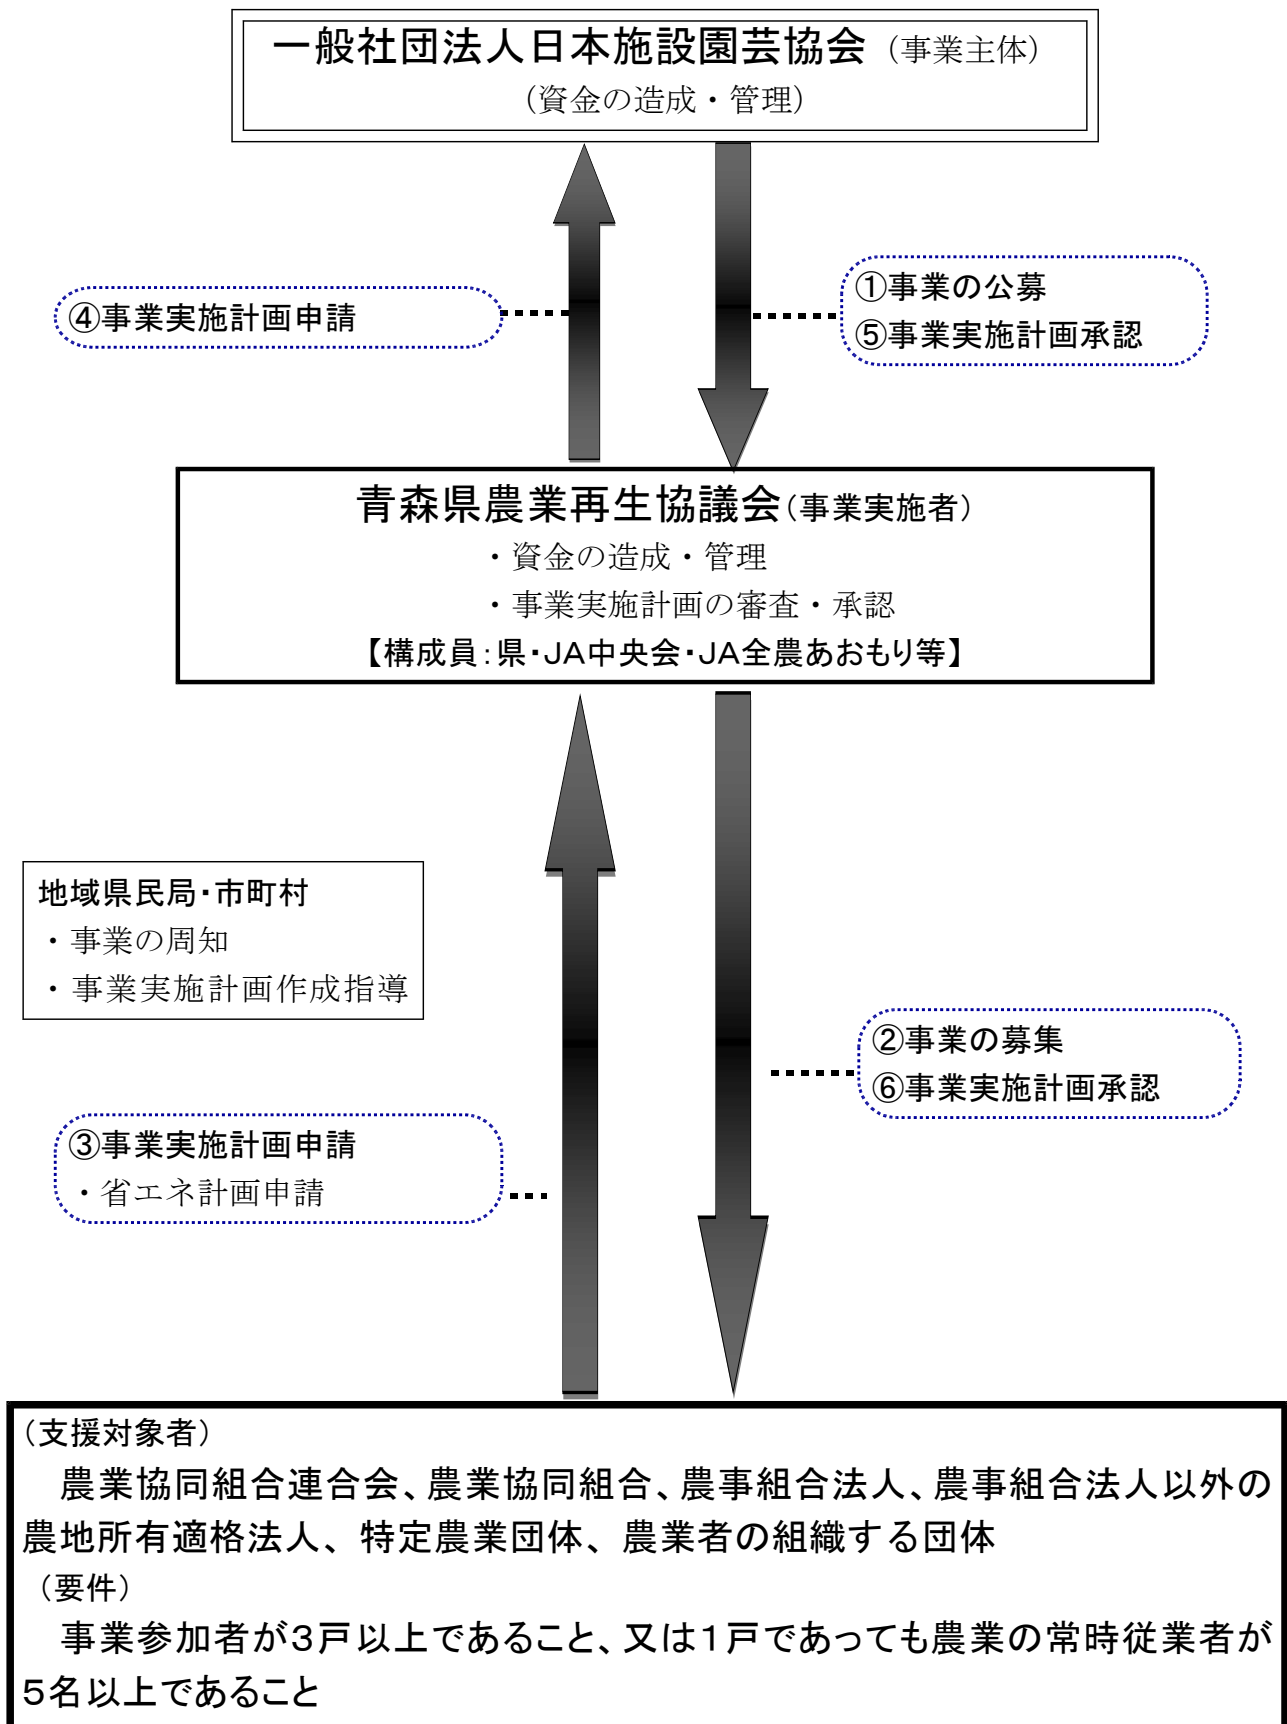 一般社団法人日本施設園芸協会（事業主体）
（資金の造成・管理）
④事業実施計画申請
①事業の公募
⑤事業実施計画承認
青森県農業再生協議会（事業実施者）
・資金の造成・管理
・事業実施計画の審査・承認
【構成員：県・JA中央会・JA全農あおもり等】
地域県民局・市町村
・事業の周知
・事業実施計画作成指導
②事業の募集
⑥事業実施計画承認
③事業実施計画申請
・省エネ計画申請
（支援対象者）
農業協同組合連合会、農業協同組合、農事組合法人、農事組合法人以外の
農地所有適格法人、特定農業団体、農業者の組織する団体
（要件）
事業参加者が３戸以上であること、又は１戸であっても農業の常時従業者が
５名以上であること